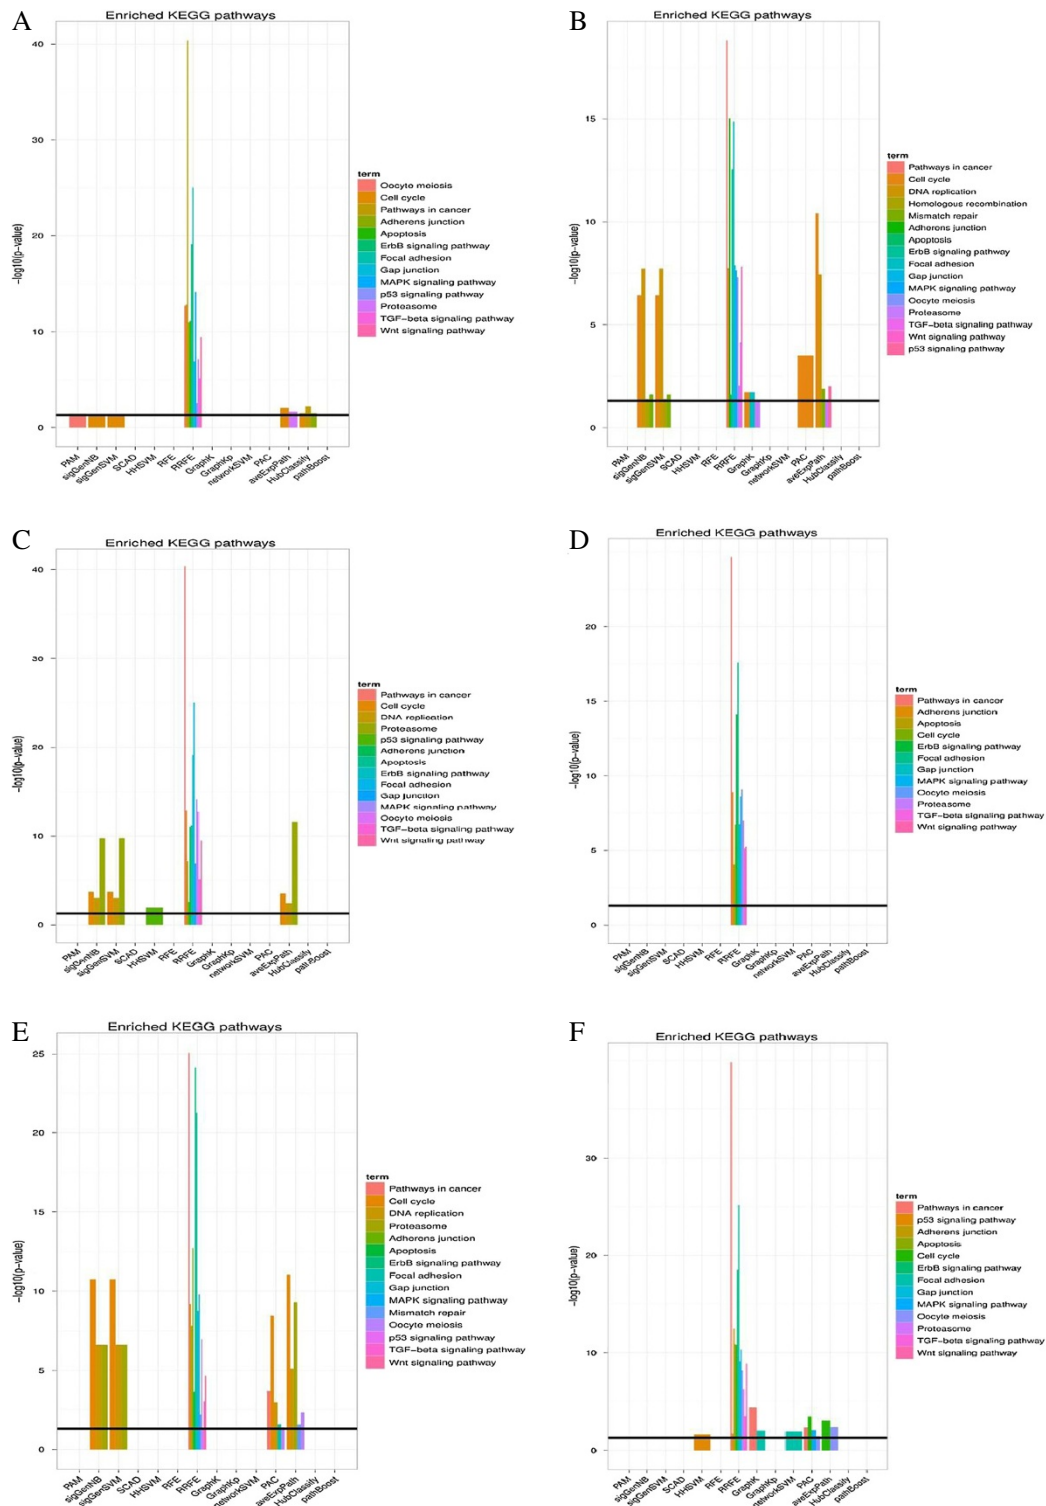 A
Enriched KEGG pathways
40
30
20
10
0
-log10(p-value)
PAM
sigGenNB
sigGenSVM
SCAD
HHSVM
RFE
RRFE
GraphK
GraphKp
networkSVM
PAC
aveExpPath
HubClassify
pathBoost
term
Oocyte meiosis
Cell cycle
Pathways in cancer
Adherens junction
Apoptosis
ErbB signaling pathway
Focal adhesion
Gap junction
MAPK signaling pathway
p53 signaling pathway
Proteasome
TGF-beta signaling pathway
Wnt signaling pathway
B
Enriched KEGG pathways
15
10
5
0
-log10(p-value)
PAM
sigGenNB
sigGenSVM
SCAD
HHSVM
RFE
RRFE
GraphK
GraphKp
networkSVM
PAC
aveExpPath
HubClassify
pathBoost
term
Pathways in cancer
Cell cycle
DNA replication
Homologous recombination
Mismatch repair
Adherens junction
Apoptosis
ErbB signaling pathway
Focal adhesion
Gap junction
MAPK signaling pathway
Oocyte meiosis
Proteasome
TGF-beta signaling pathway
Wnt signaling pathway
p53 signaling pathway
C
Enriched KEGG pathways
40
30
20
10
0
-log10(p-value)
PAM
sigGenNB
sigGenSVM
SCAD
HHSVM
RFE
RRFE
GraphK
GraphKp
networkSVM
PAC
aveExpPath
HubClassify
pathBoost
term
Pathways in cancer
Cell cycle
DNA replication
Proteasome
p53 signaling pathway
Adherens junction
Apoptosis
ErbB signaling pathway
Focal adhesion
Gap junction
MAPK signaling pathway
Oocyte meiosis
TGF-beta signaling pathway
Wnt signaling pathway
D
Enriched KEGG pathways
20
15
10
5
0
-log10(p-value)
PAM
sigGenNB
sigGenSVM
SCAD
HHSVM
RFE
RRFE
GraphK
GraphKp
networkSVM
PAC
aveExpPath
HubClassify
pathBoost
term
Pathways in cancer
Adherens junction
Apoptosis
Cell cycle
ErbB signaling pathway
Focal adhesion
Gap junction
MAPK signaling pathway
Oocyte meiosis
Proteasome
TGF-beta signaling pathway
Wnt signaling pathway
E
Enriched KEGG pathways
25
20
15
10
5
0
-log10(p-value)
PAM
sigGenNB
sigGenSVM
SCAD
HHSVM
RFE
RRFE
GraphK
GraphKp
networkSVM
PAC
aveExpPath
HubClassify
pathBoost
term
Pathways in cancer
Cell cycle
DNA replication
Proteasome
Adherens junction
Apoptosis
ErbB signaling pathway
Focal adhesion
Gap junction
MAPK signaling pathway
Mismatch repair
Oocyte meiosis
p53 signaling pathway
TGF-beta signaling pathway
Wnt signaling pathway
F
Enriched KEGG pathways
30
20
10
0
-log10(p-value)
PAM
sigGenNB
sigGenSVM
SCAD
HHSVM
RFE
RRFE
GraphK
GraphKp
networkSVM
PAC
aveExpPath
HubClassify
pathBoost
term
Pathways in cancer
p53 signaling pathway
Adherens junction
Apoptosis
Cell cycle
ErbB signaling pathway
Focal adhesion
Gap junction
MAPK signaling pathway
Oocyte meiosis
Proteasome
TGF-beta signaling pathway
Wnt signaling pathway